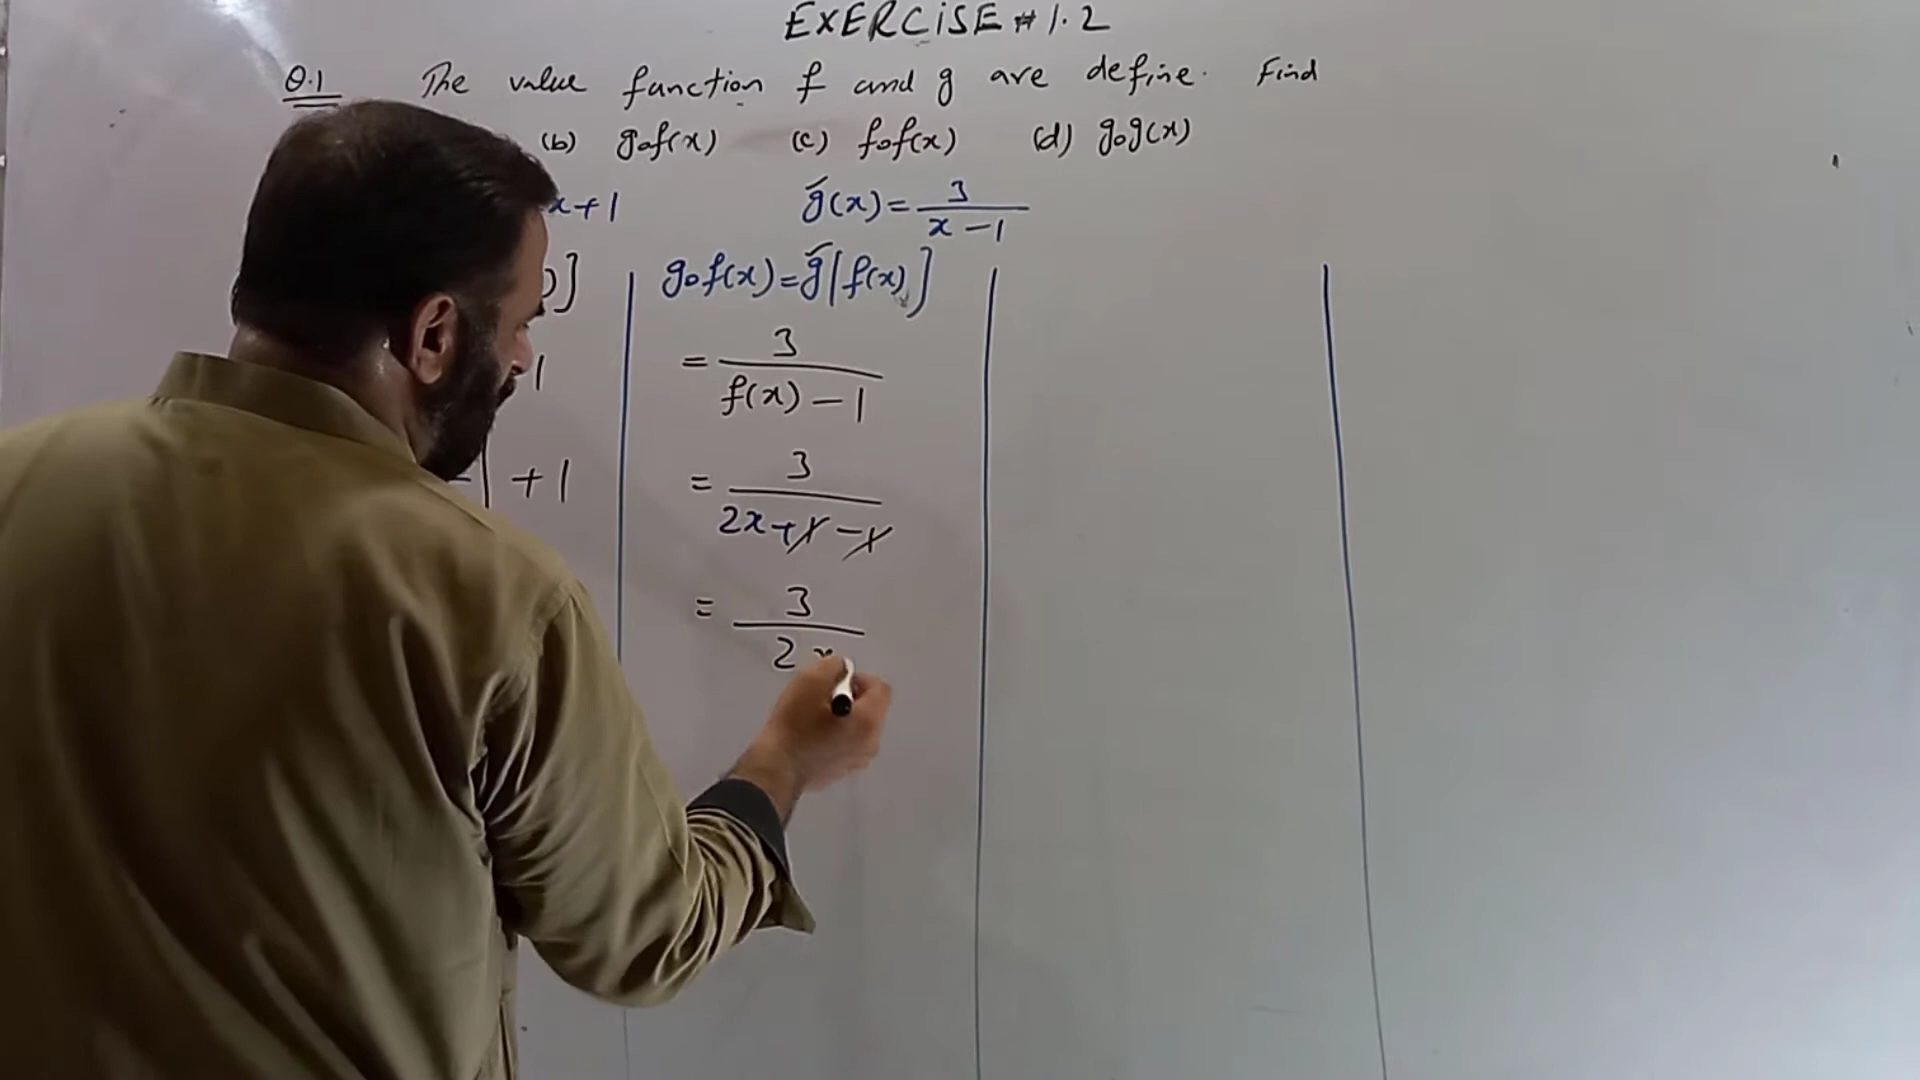 EXERCISE # 1.2
Q.1 The value function f and g are define. Find
(b) gof(x) (c) fof(x) (d) gog(x)
x+1 g(x) = 3/(x-1)
)]
1
+ 1
gof(x) = g[f(x)]
= 3/(f(x) - 1)
= 3/(2x+1-1)
= 3/(2x